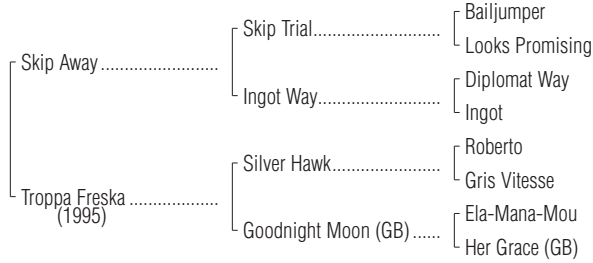 Bailjumper
Skip Trial
Looks Promising
Skip Away
Diplomat Way
Ingot Way
Ingot
Roberto
Silver Hawk
Gris Vitesse
Troppa Freska
(1995)
Ela-Mana-Mou
Goodnight Moon (GB)
Her Grace (GB)